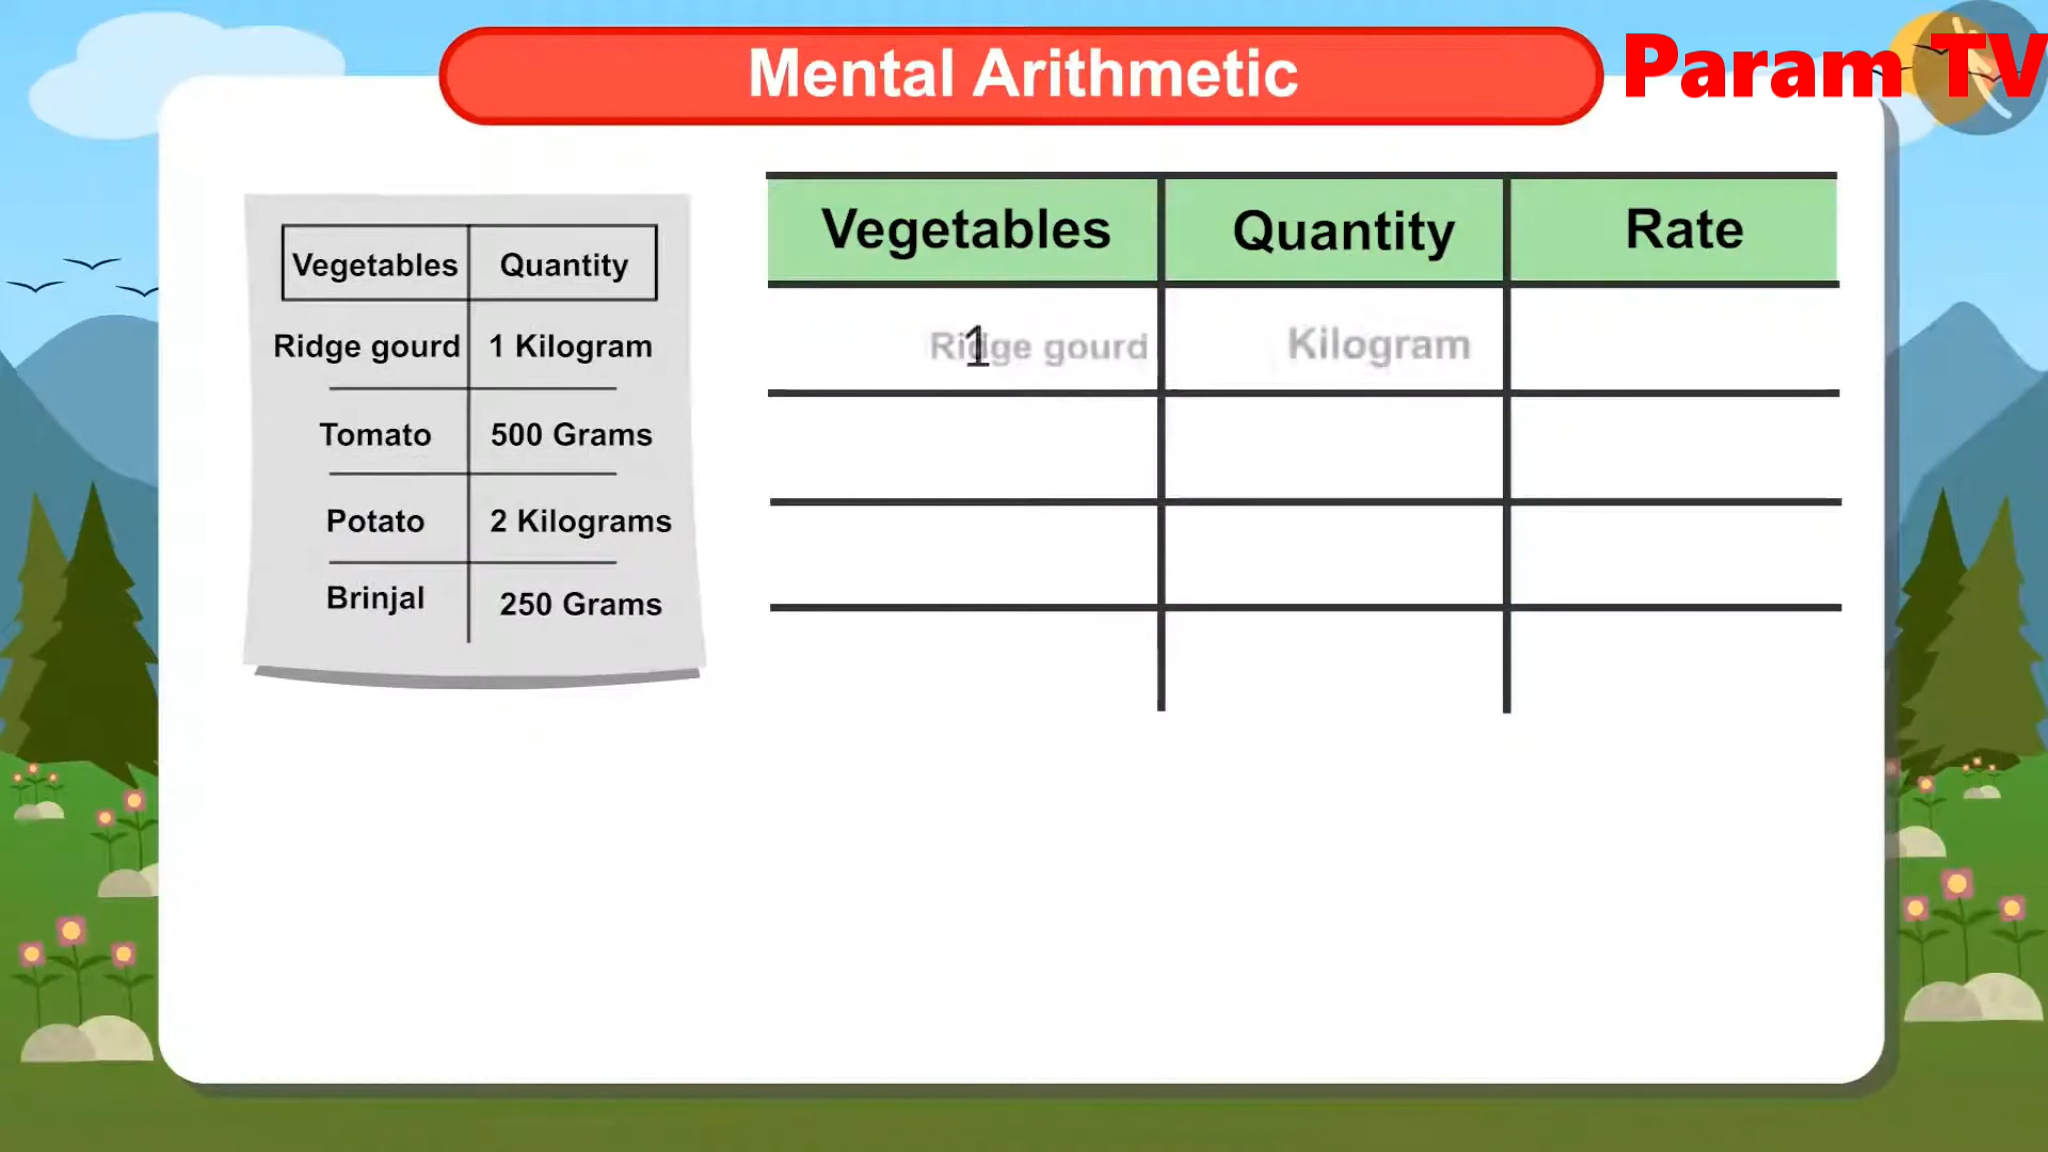 Mental Arithmetic
Param TV
Vegetables Quantity
Ridge gourd 1 Kilogram
Tomato 500 Grams
Potato 2 Kilograms
Brinjal 250 Grams
Vegetables Quantity Rate
Ridge gourd 1 Kilogram